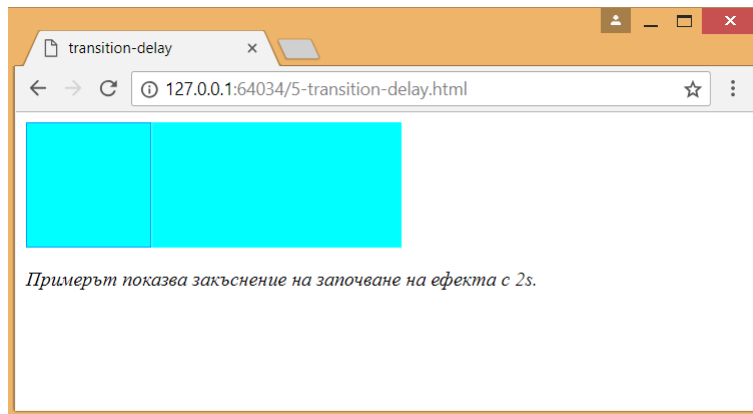 transition-delay
127.0.0.1:64034/5-transition-delay.html
Примерът показва закъснение на започване на ефекта с 2s.